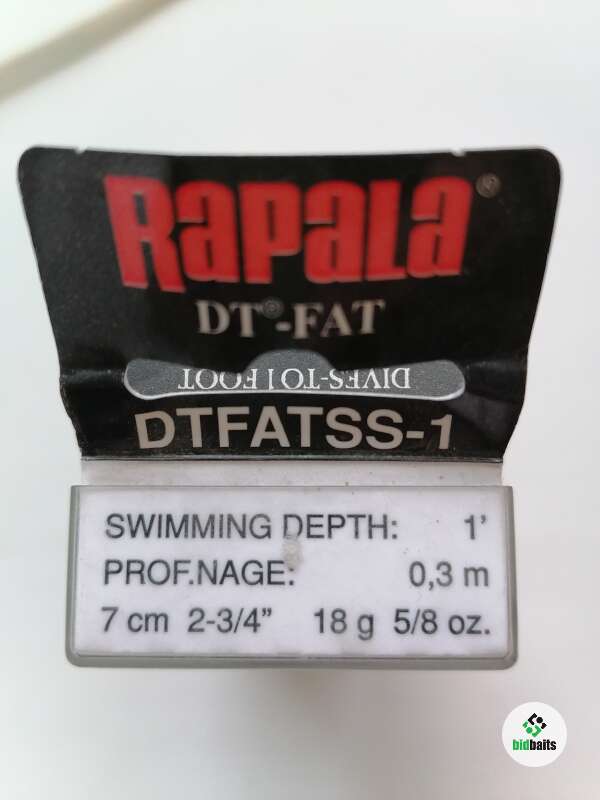 RapaLa®
DT®-FAT
DIVES-TO 1 FOOT
DTFATSS-1
SWIMMING DEPTH: 1'
PROF.NAGE: 0,3 m
7 cm 2-3/4" 18 g 5/8 oz.
bidbaits